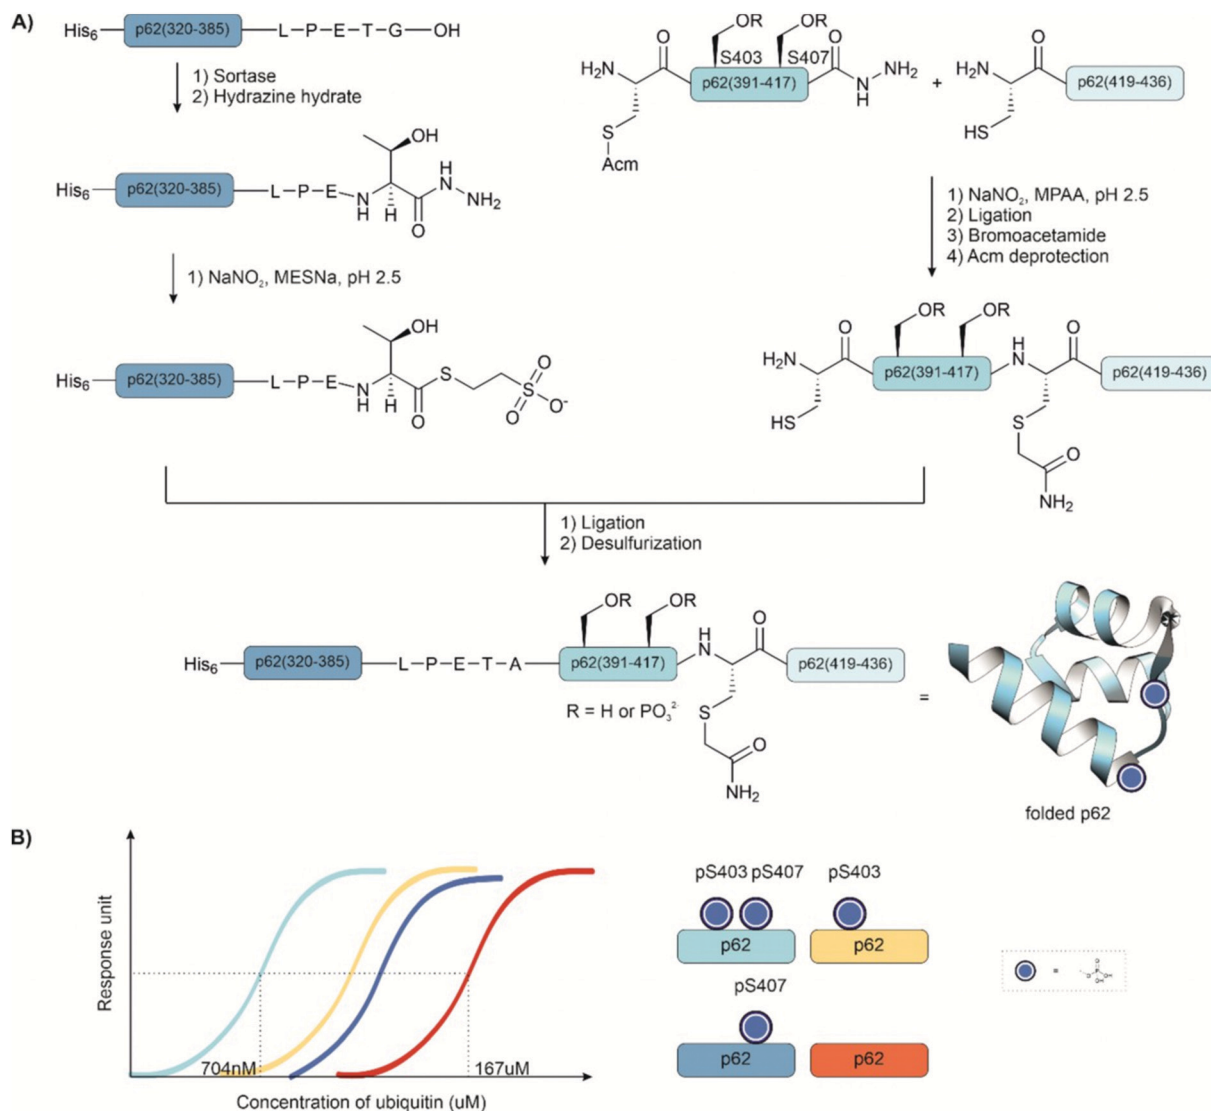 A)
His6 p62(320-385) L-P-E-T-G-OH
1) Sortase
2) Hydrazine hydrate
OR OR
S403 S407
H2N O p62(391-417) O N H NH2
S
Acm
+
H2N O p62(419-436)
HS
His6 p62(320-385) L-P-E-N H H OH O H N NH2
1) NaNO2, MPAA, pH 2.5
2) Ligation
3) Bromoacetamide
4) Acm deprotection
1) NaNO2, MESNa, pH 2.5
His6 p62(320-385) L-P-E-N H H OH O S O S O O-
OR OR
H2N O p62(391-417) H N O p62(419-436)
HS
S
O
NH2
1) Ligation
2) Desulfurization
OR OR
His6 p62(320-385) L-P-E-T-A p62(391-417) H N O p62(419-436)
R = H or PO3 2-
S
O
NH2
=
folded p62
B)
Response unit
704nM
167uM
Concentration of ubiquitin (uM)
pS403 pS407 pS403
p62 p62
pS407
p62 p62
= O P O OH OH